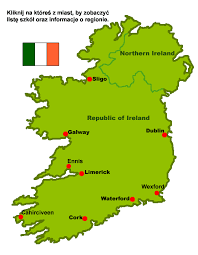 Kliknij na któreś z miast, by zobaczyć
listę szkół oraz informacje o regionie.
Northern Ireland
Sligo
Republic of Ireland
Galway
Dublin
Ennis
Limerick
Wexford
Waterford
Cahirciveen
Cork